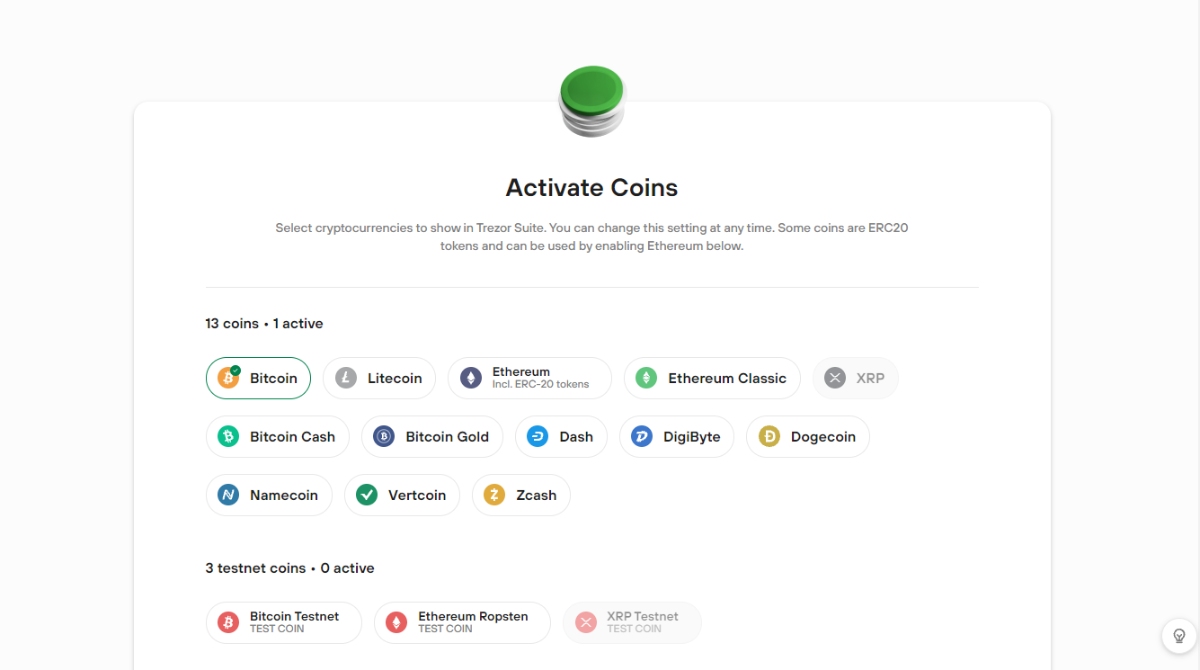 Activate Coins
Select cryptocurrencies to show in Trezor Suite. You can change this setting at any time. Some coins are ERC20
tokens and can be used by enabling Ethereum below.
13 coins • 1 active
Bitcoin
Litecoin
Ethereum
Incl. ERC-20 tokens
Ethereum Classic
XRP
Bitcoin Cash
Bitcoin Gold
Dash
DigiByte
Dogecoin
Namecoin
Vertcoin
Zcash
3 testnet coins • 0 active
Bitcoin Testnet
TEST COIN
Ethereum Ropsten
TEST COIN
XRP Testnet
TEST COIN